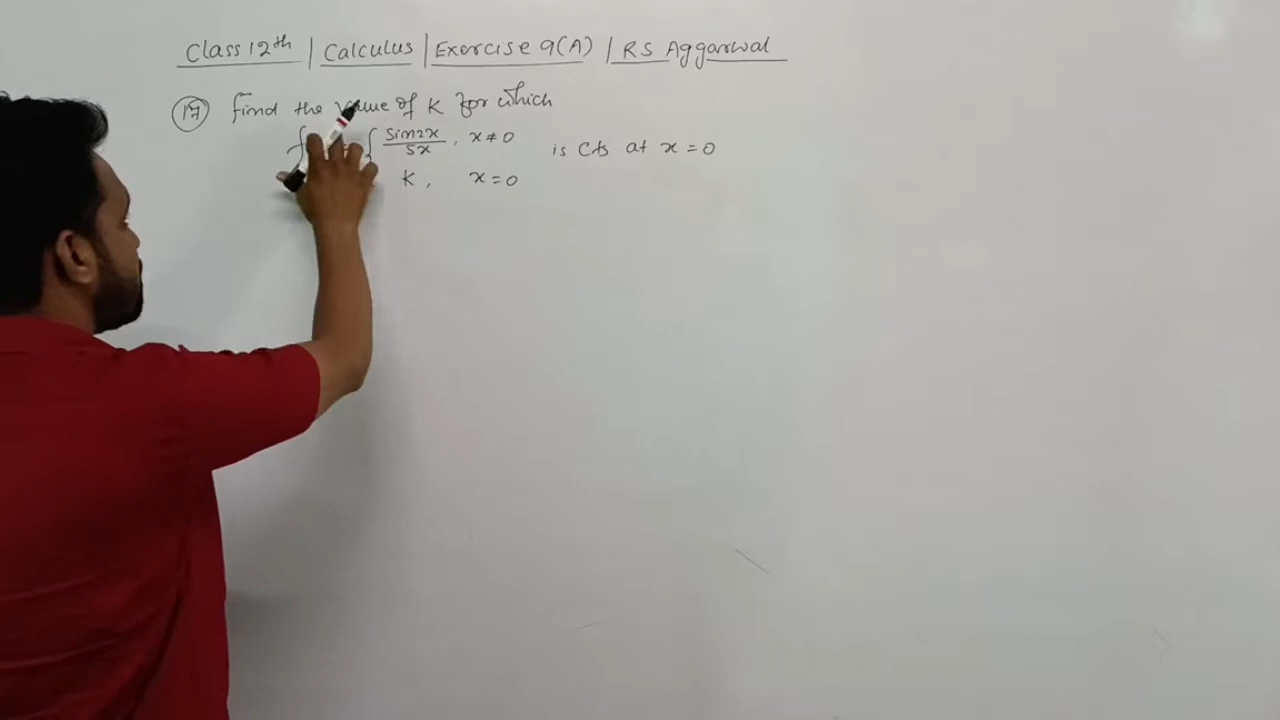 Class 12th | Calculus | Exercise 9(A) | RS Aggarwal
(17) Find the value of K for which
f { sin2x/5x , x ≠ 0 is Cts at x = 0
K , x = 0